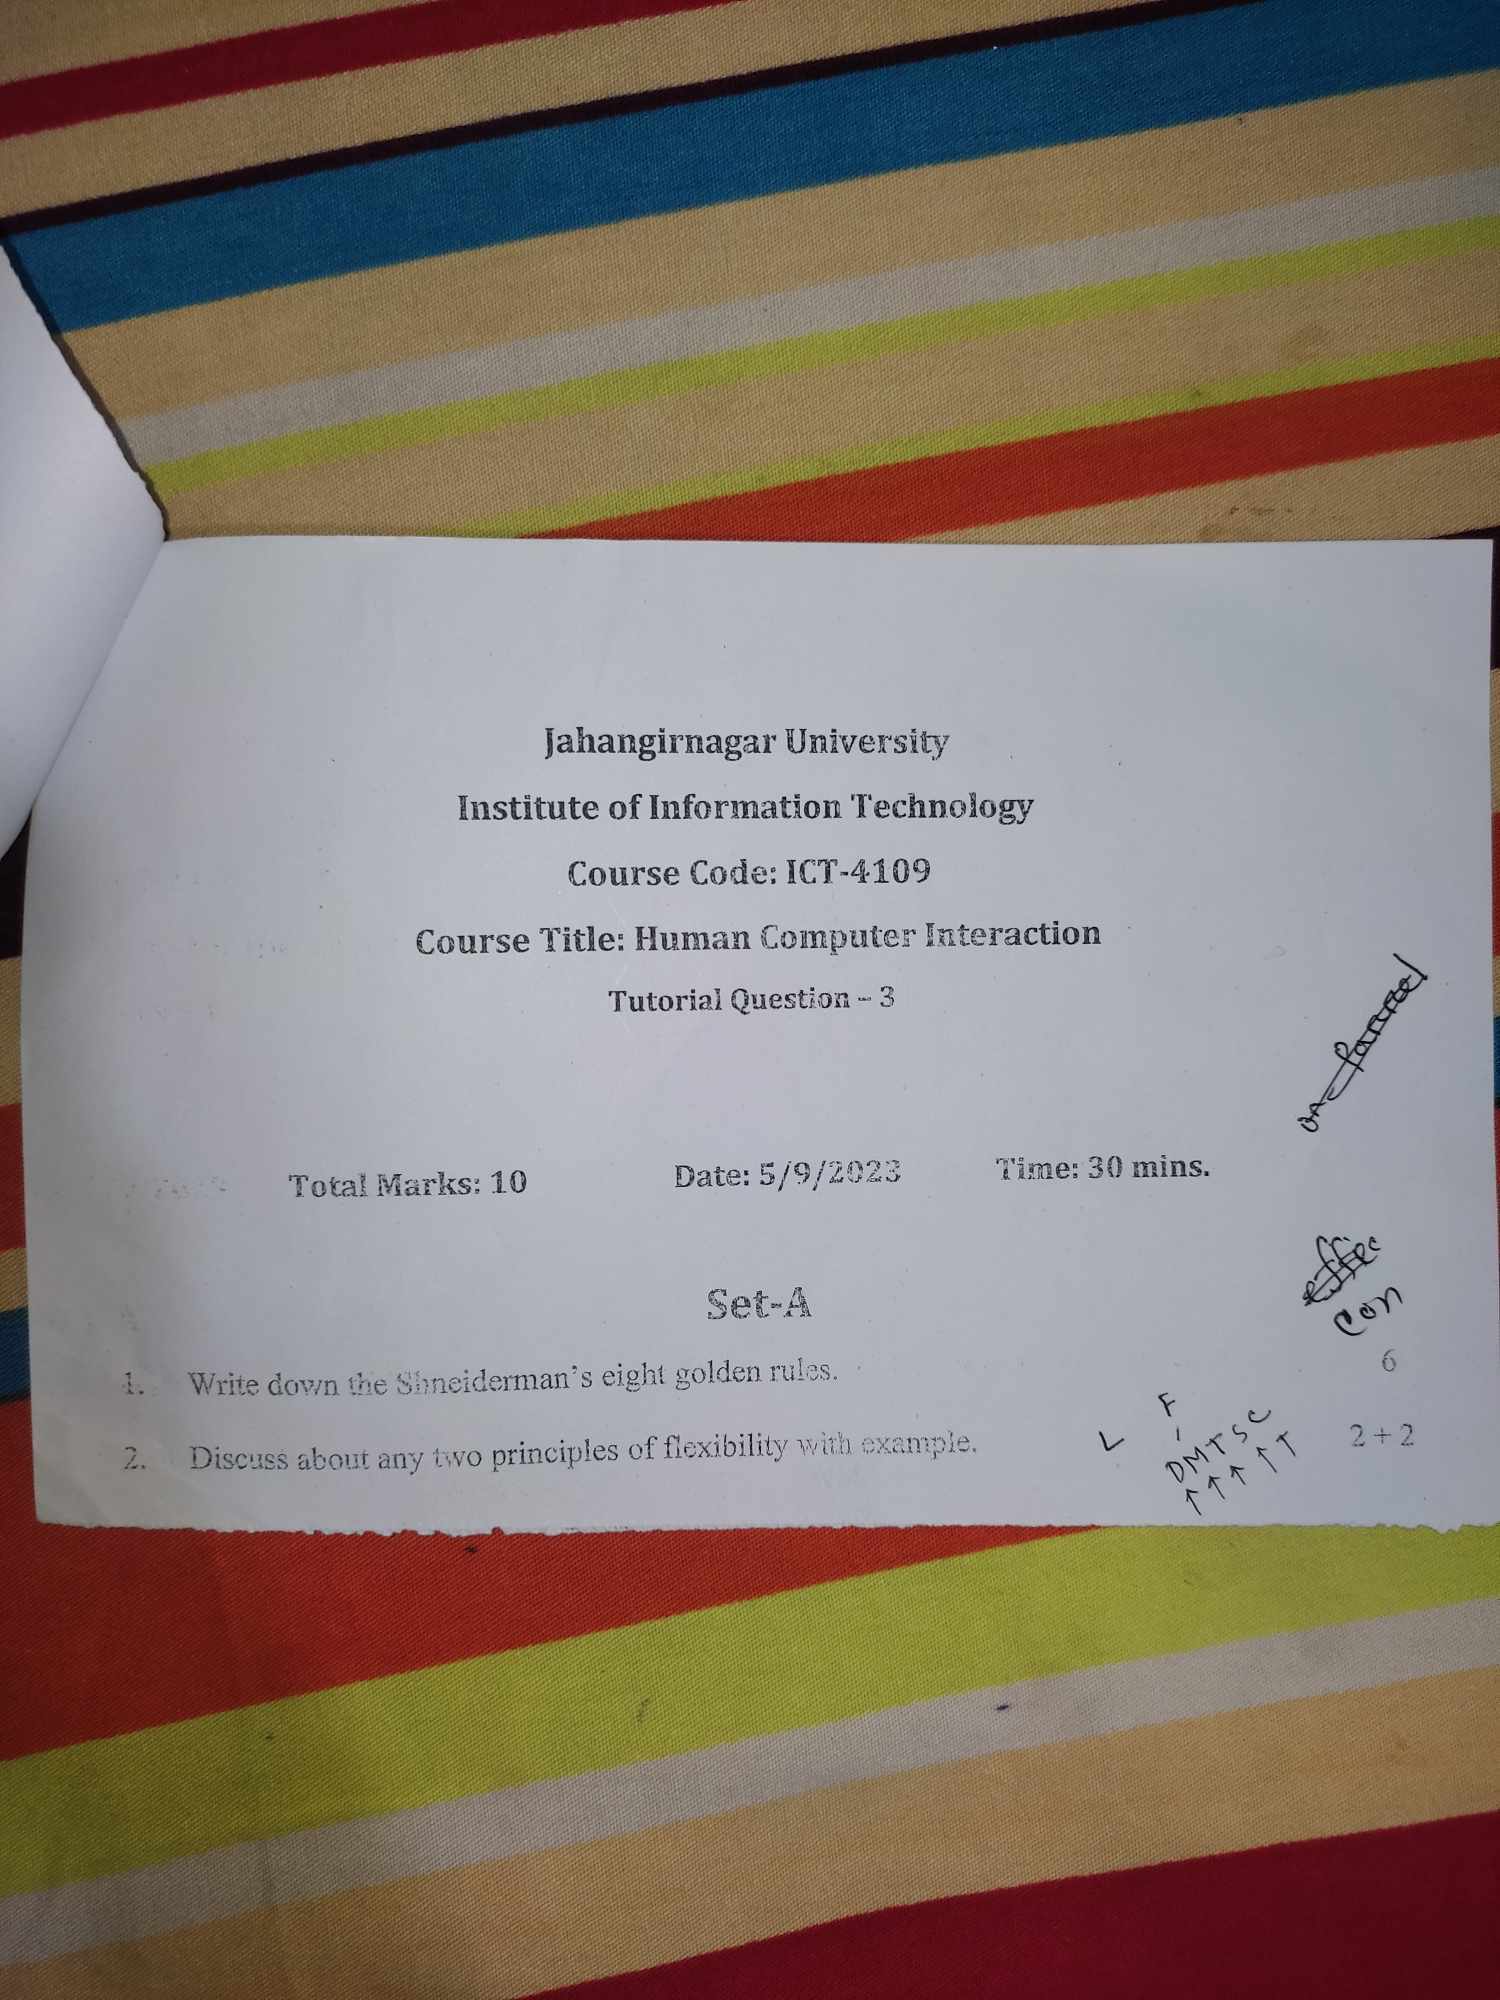 Jahangirnagar University
Institute of Information Technology
Course Code: ICT-4109
Course Title: Human Computer Interaction
Tutorial Question – 3
Total Marks: 10 Date: 5/9/2023 Time: 30 mins.
effec
con
Set-A
1. Write down the Shneiderman's eight golden rules. 6
2. Discuss about any two principles of flexibility with example. 2 + 2
L
F
DMTSC